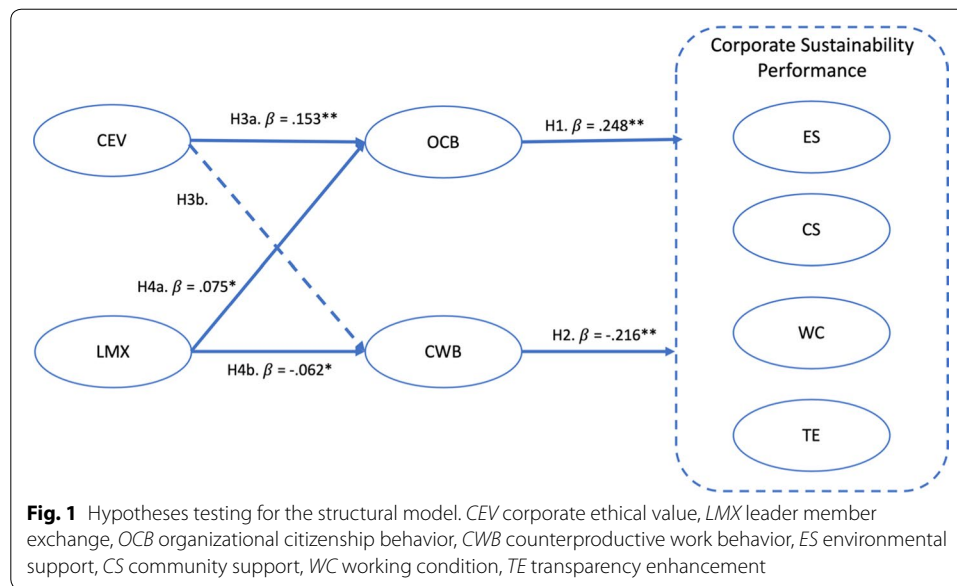 Corporate Sustainability
Performance
H3a. β = .153**
H1. β = .248**
CEV
OCB
ES
H3b.
CS
H4a. β = .075*
WC
LMX
CWB
H2. β = -.216**
H4b. β = -.062*
TE
Fig. 1 Hypotheses testing for the structural model. CEV corporate ethical value, LMX leader member
exchange, OCB organizational citizenship behavior, CWB counterproductive work behavior, ES environmental
support, CS community support, WC working condition, TE transparency enhancement